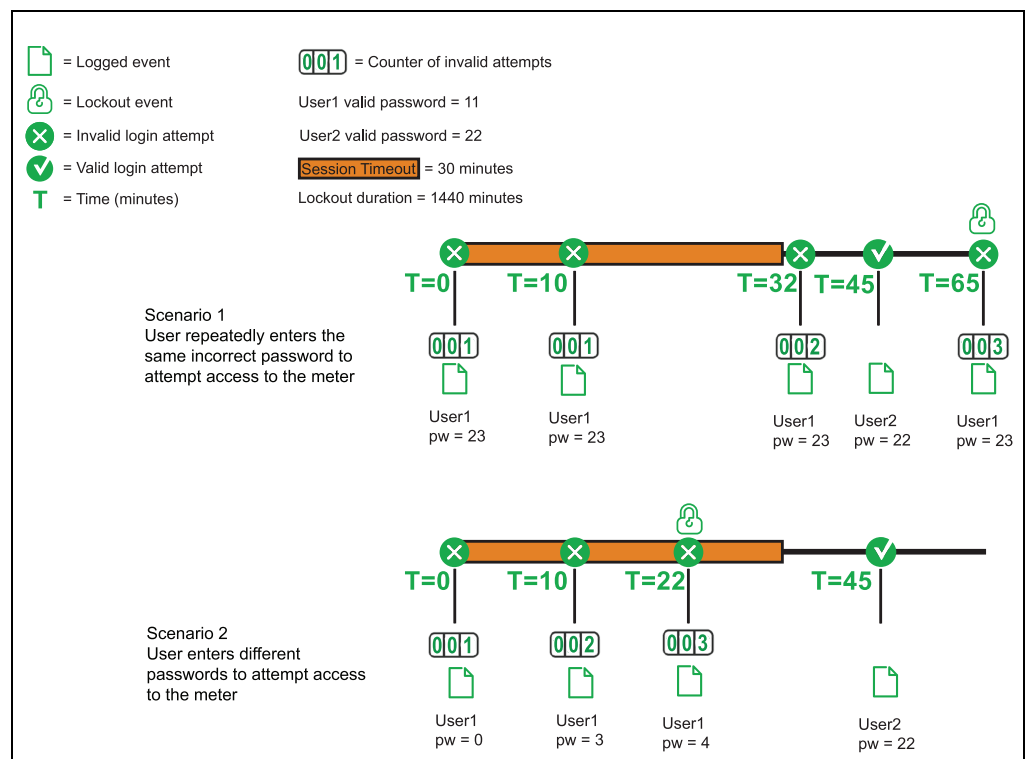 = Logged event
001 = Counter of invalid attempts
= Lockout event
User1 valid password = 11
= Invalid login attempt
User2 valid password = 22
= Valid login attempt
Session Timeout = 30 minutes
T = Time (minutes)
Lockout duration = 1440 minutes
T=0 T=10 T=32 T=45 T=65
Scenario 1
User repeatedly enters the
same incorrect password to
attempt access to the meter
001 001 002 003
User1 User1 User1 User2 User1
pw = 23 pw = 23 pw = 23 pw = 22 pw = 23
T=0 T=10 T=22 T=45
Scenario 2
User enters different
passwords to attempt access
to the meter
001 002 003
User1 User1 User1 User2
pw = 0 pw = 3 pw = 4 pw = 22